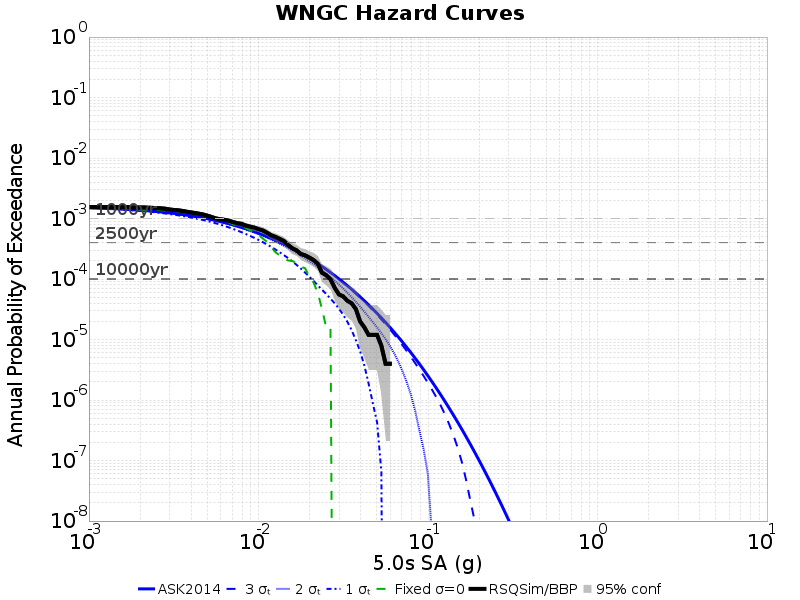 WNGC Hazard Curves
Annual Probability of Exceedance
10^0
10^-1
10^-2
10^-3
10^-4
10^-5
10^-6
10^-7
10^-8
1000yr
2500yr
10000yr
10^-3 10^-2 10^-1 10^0 10^1
5.0s SA (g)
ASK2014 3 σₜ 2 σₜ 1 σₜ Fixed σ=0 RSQSim/BBP 95% conf